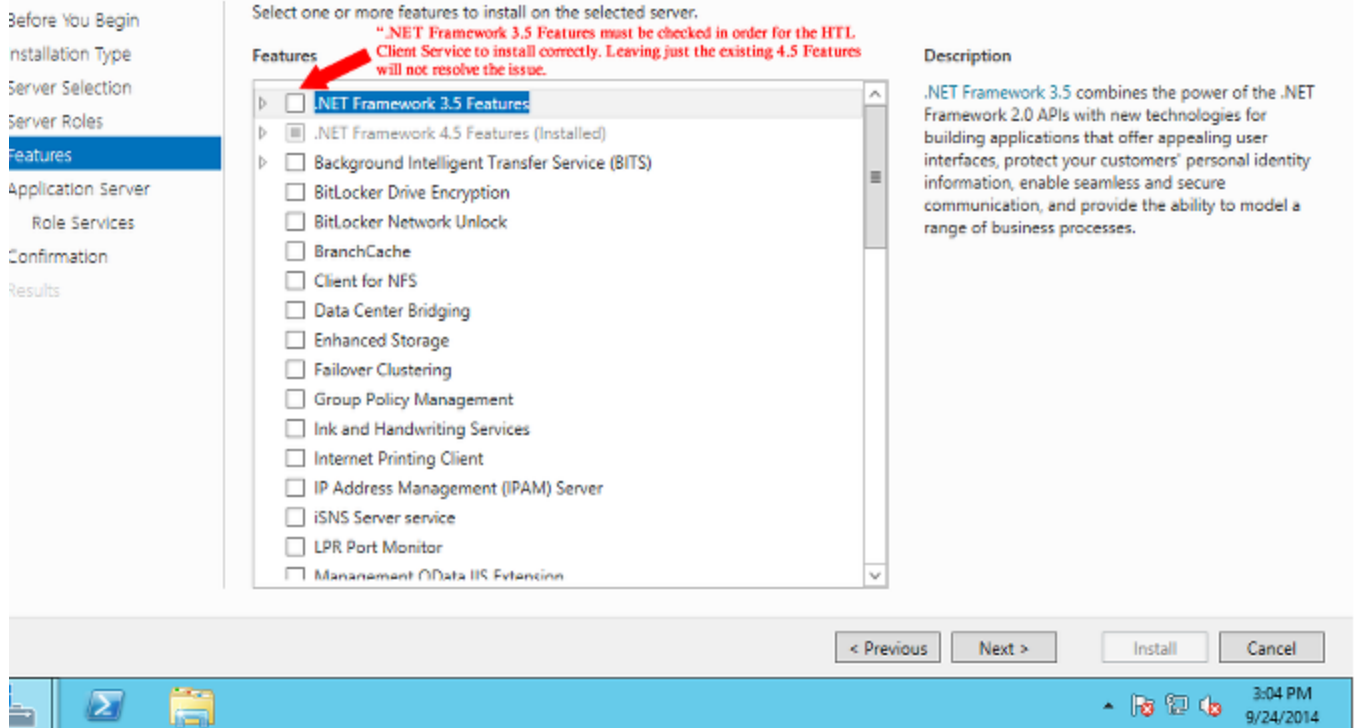 Before You Begin
Installation Type
Server Selection
Server Roles
Features
Application Server
Role Services
Confirmation
Results
Select one or more features to install on the selected server.
Features
".NET Framework 3.5 Features must be checked in order for the HTL
Client Service to install correctly. Leaving just the existing 4.5 Features
will not resolve the issue.
.NET Framework 3.5 Features
.NET Framework 4.5 Features (Installed)
Background Intelligent Transfer Service (BITS)
BitLocker Drive Encryption
BitLocker Network Unlock
BranchCache
Client for NFS
Data Center Bridging
Enhanced Storage
Failover Clustering
Group Policy Management
Ink and Handwriting Services
Internet Printing Client
IP Address Management (IPAM) Server
iSNS Server service
LPR Port Monitor
Management OData IIS Extension
Description
.NET Framework 3.5 combines the power of the .NET
Framework 2.0 APIs with new technologies for
building applications that offer appealing user
interfaces, protect your customers' personal identity
information, enable seamless and secure
communication, and provide the ability to model a
range of business processes.
< Previous
Next >
Install
Cancel
3:04 PM
9/24/2014